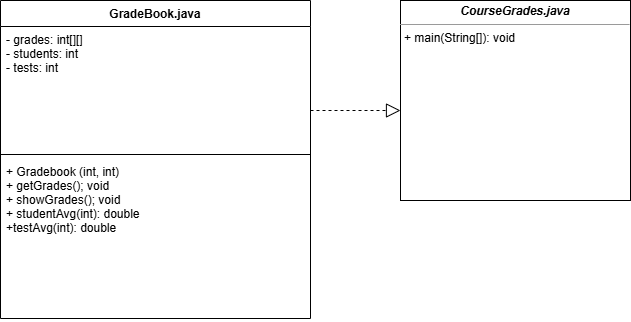 GradeBook.java
- grades: int[][]
- students: int
- tests: int
+ Gradebook (int, int)
+ getGrades(); void
+ showGrades(); void
+ studentAvg(int): double
+testAvg(int): double
CourseGrades.java
+ main(String[]): void